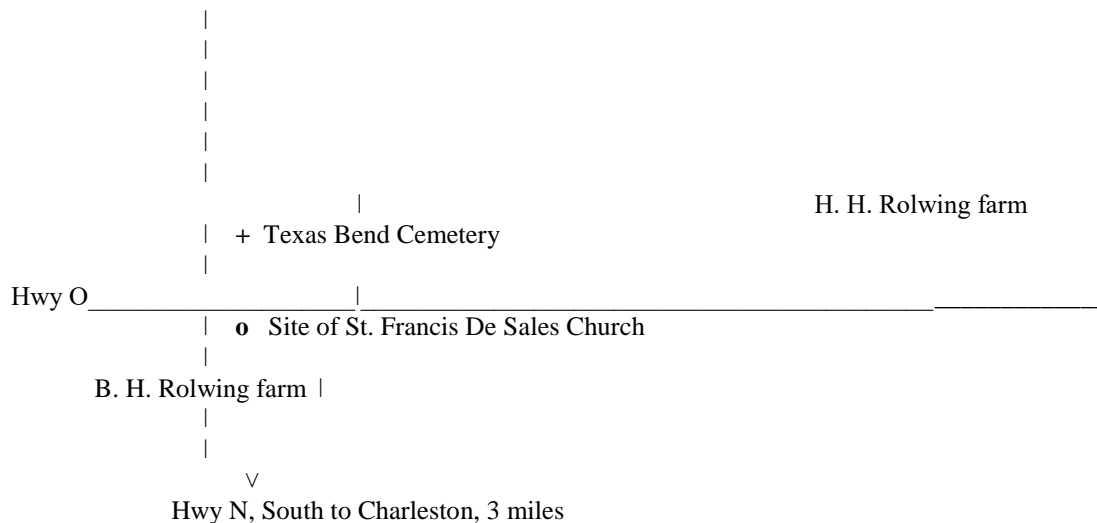 H. H. Rolwing farm
+ Texas Bend Cemetery
Hwy O
o Site of St. Francis De Sales Church
B. H. Rolwing farm
Hwy N, South to Charleston, 3 miles